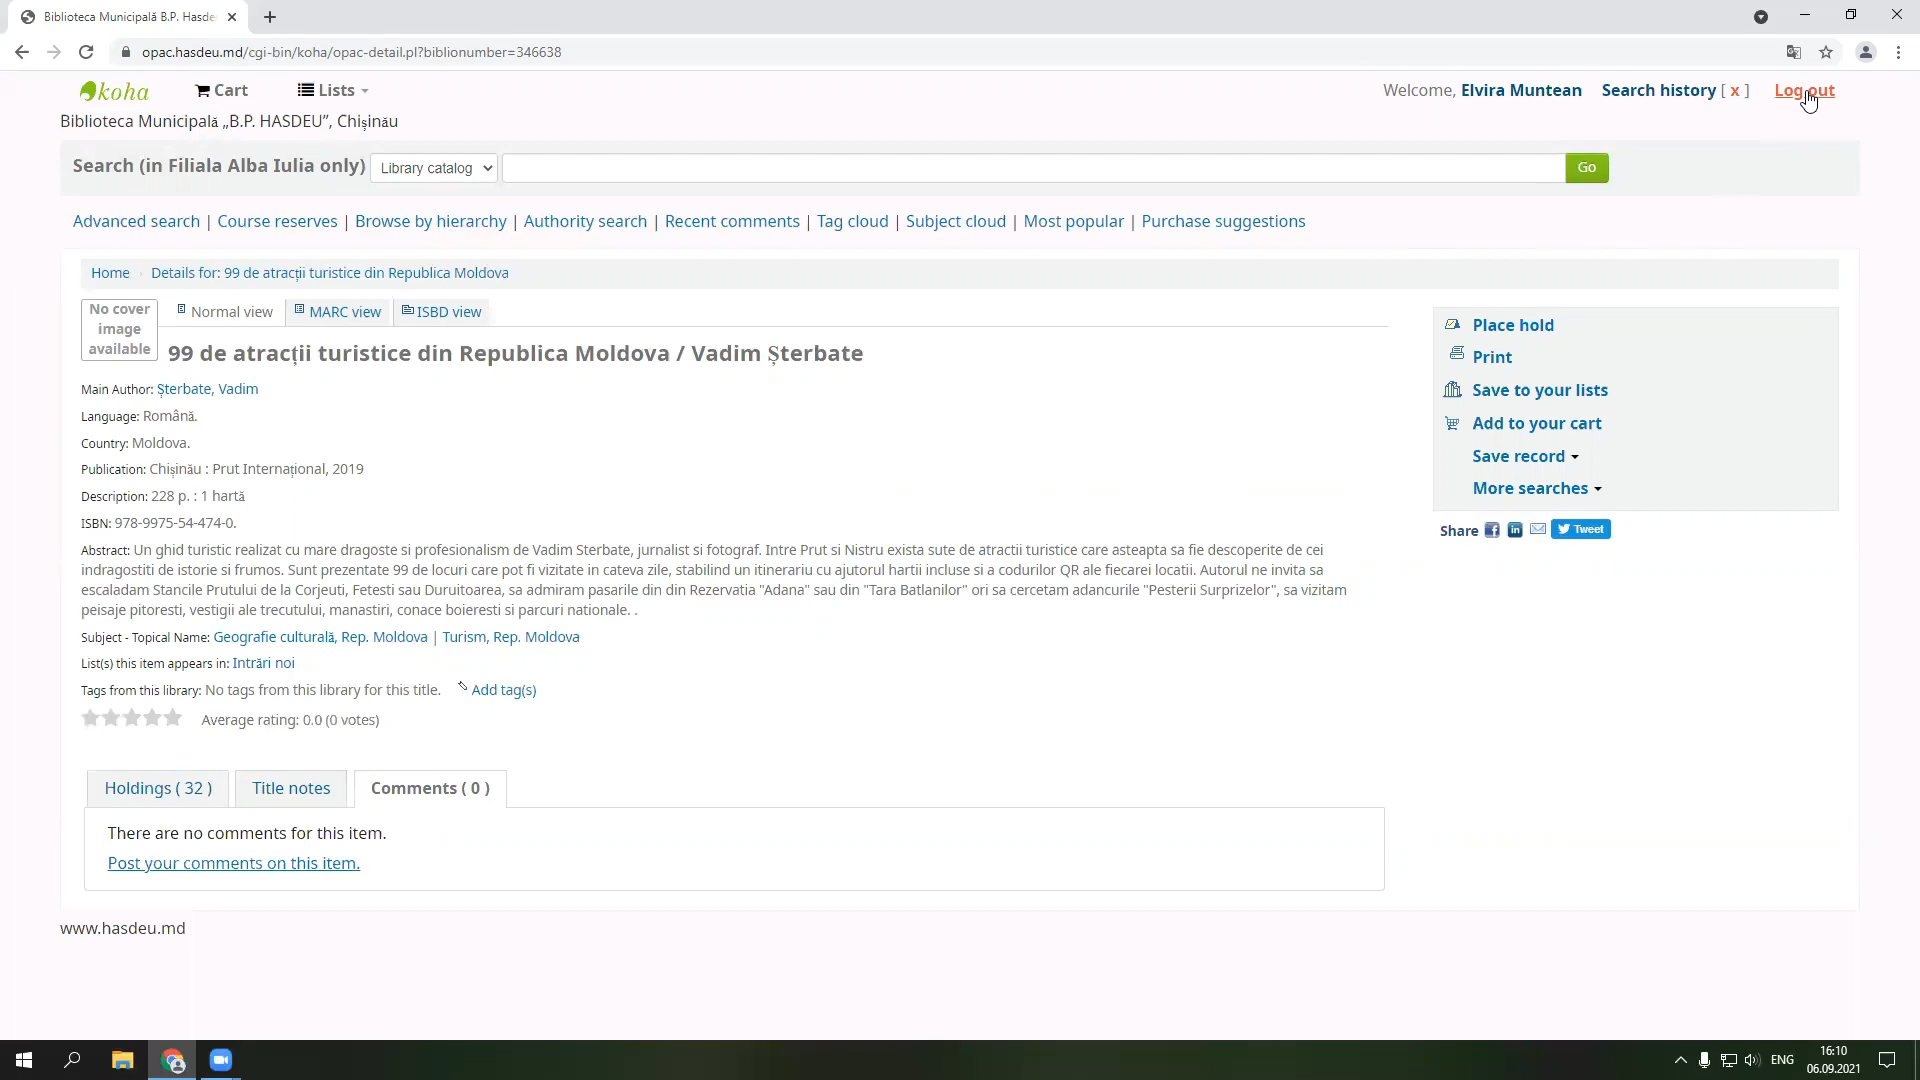 Biblioteca Municipală B.P. Hasde
opac.hasdeu.md/cgi-bin/koha/opac-detail.pl?biblionumber=346638
koha Cart Lists Welcome, Elvira Muntean Search history [ x ] Log out
Biblioteca Municipală „B.P. HASDEU”, Chișinău
Search (in Filiala Alba Iulia only) Library catalog Go
Advanced search | Course reserves | Browse by hierarchy | Authority search | Recent comments | Tag cloud | Subject cloud | Most popular | Purchase suggestions
Home › Details for: 99 de atracții turistice din Republica Moldova
No cover
image
available
Normal view MARC view ISBD view
99 de atracții turistice din Republica Moldova / Vadim Șterbate
Main Author: Șterbate, Vadim
Language: Română.
Country: Moldova.
Publication: Chișinău : Prut Internațional, 2019
Description: 228 p. : 1 hartă
ISBN: 978-9975-54-474-0.
Abstract: Un ghid turistic realizat cu mare dragoste si profesionalism de Vadim Sterbate, jurnalist si fotograf. Intre Prut si Nistru exista sute de atractii turistice care asteapta sa fie descoperite de cei
indragostiti de istorie si frumos. Sunt prezentate 99 de locuri care pot fi vizitate in cateva zile, stabilind un itinerariu cu ajutorul hartii incluse si a codurilor QR ale fiecarei locatii. Autorul ne invita sa
escaladam Stancile Prutului de la Corjeuti, Fetesti sau Duruitoarea, sa admiram pasarile din din Rezervatia "Adana" sau din "Tara Batlanilor" ori sa cercetam adancurile "Pesterii Surprizelor", sa vizitam
peisaje pitoresti, vestigii ale trecutului, manastiri, conace boieresti si parcuri nationale. .
Subject - Topical Name: Geografie culturală, Rep. Moldova | Turism, Rep. Moldova
List(s) this item appears in: Intrări noi
Tags from this library: No tags from this library for this title. Add tag(s)
Average rating: 0.0 (0 votes)
Place hold
Print
Save to your lists
Add to your cart
Save record
More searches
Share Tweet
Holdings ( 32 ) Title notes Comments ( 0 )
There are no comments for this item.
Post your comments on this item.
www.hasdeu.md
ENG
16:10
06.09.2021